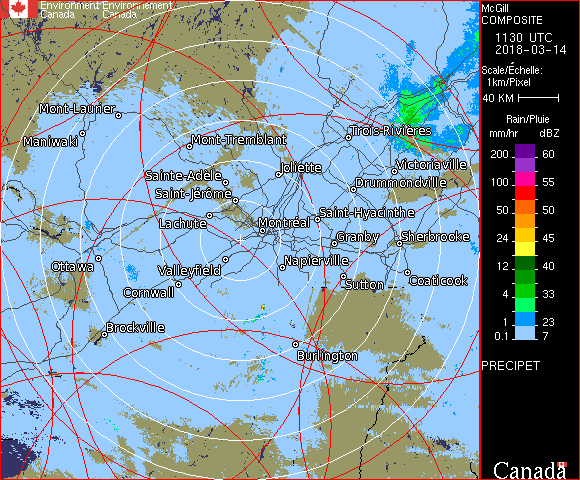 Environment Environnement
Canada Canada
McGill
COMPOSITE
1130 UTC
2018-03-14
Scale/Échelle:
1km/Pixel
40 KM
Rain/Pluie
mm/hr dBZ
200 60
100 55
50 50
24 45
12 40
4 33
1 23
0.1 7
PRECIPET
Canada
Mont-Laurier
Maniwaki
Mont-Tremblant
Trois-Rivières
Joliette
Victoriaville
Sainte-Adèle
Drummondville
Saint-Jérôme
Saint-Hyacinthe
Lachute
Montréal
Granby
Sherbrooke
Ottawa
Valleyfield
Napierville
Coaticook
Sutton
Cornwall
Brockville
Burlington